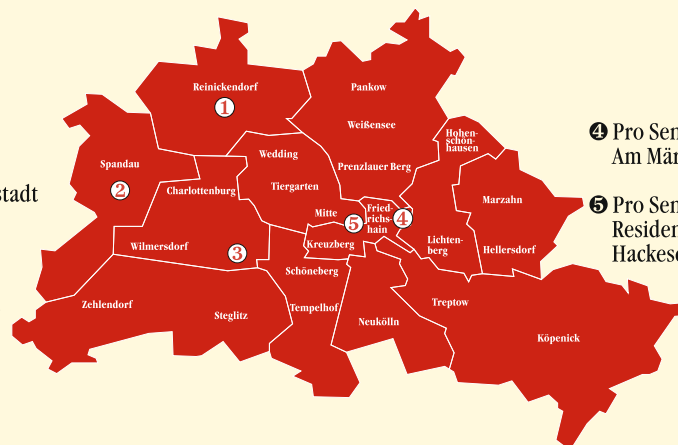 Reinickendorf
1
Pankow
Weißensee
Hohen-
schön-
hausen
Wedding
Prenzlauer Berg
Spandau
2
Charlottenburg
Tiergarten
Marzahn
Mitte
5
Fried-
richs-
hain
4
Wilmersdorf
3
Kreuzberg
Lichten-
berg
Hellersdorf
Schöneberg
Zehlendorf
Steglitz
Tempelhof
Neukölln
Treptow
Köpenick
4 Pro Sen
Am Mär
5 Pro Sen
Residen
Hackesc
stadt